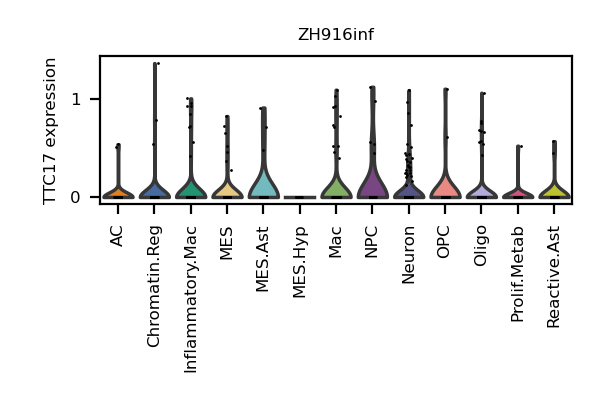 ZH916inf
TTC17 expression
1
0
AC
Chromatin.Reg
Inflammatory.Mac
MES
MES.Ast
MES.Hyp
Mac
NPC
Neuron
OPC
Oligo
Prolif.Metab
Reactive.Ast